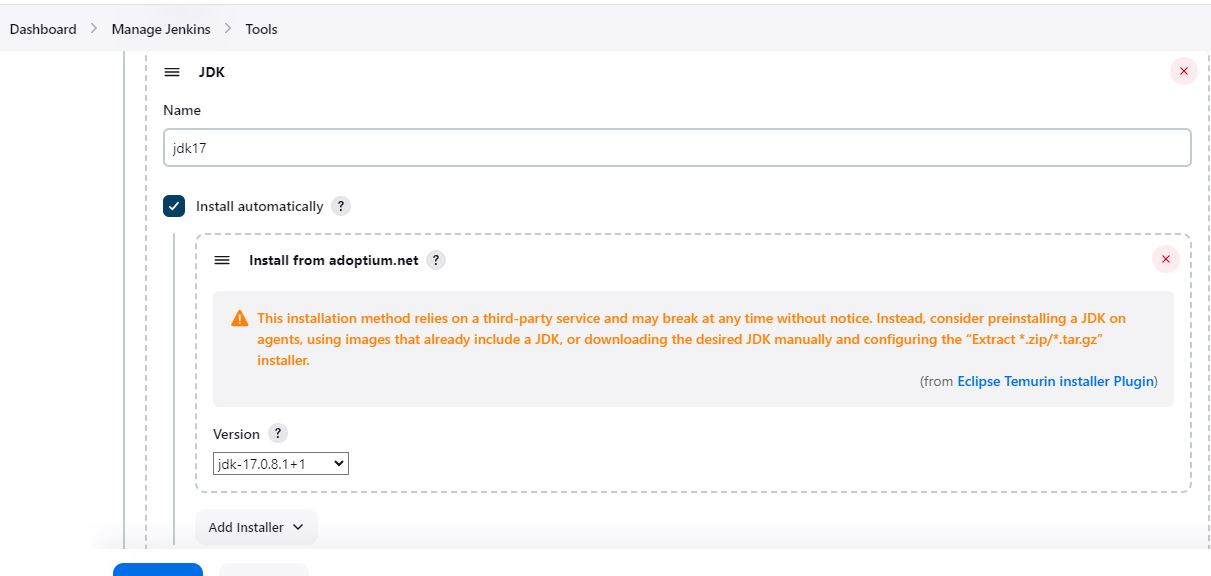 Dashboard > Manage Jenkins > Tools
JDK
Name
jdk17
Install automatically ?
Install from adoptium.net ?
This installation method relies on a third-party service and may break at any time without notice. Instead, consider preinstalling a JDK on
agents, using images that already include a JDK, or downloading the desired JDK manually and configuring the “Extract *.zip/*.tar.gz”
installer.
(from Eclipse Temurin installer Plugin)
Version ?
jdk-17.0.8.1+1
Add Installer